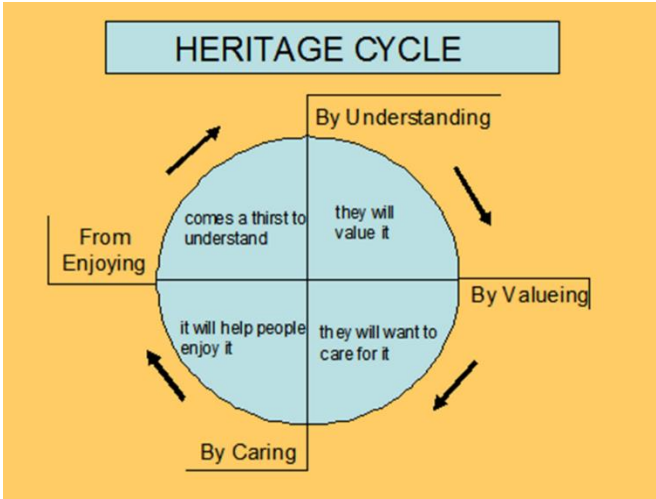 HERITAGE CYCLE
By Understanding
they will
value it
By Valueing
they will want to
care for it
By Caring
it will help people
enjoy it
From
Enjoying
comes a thirst to
understand